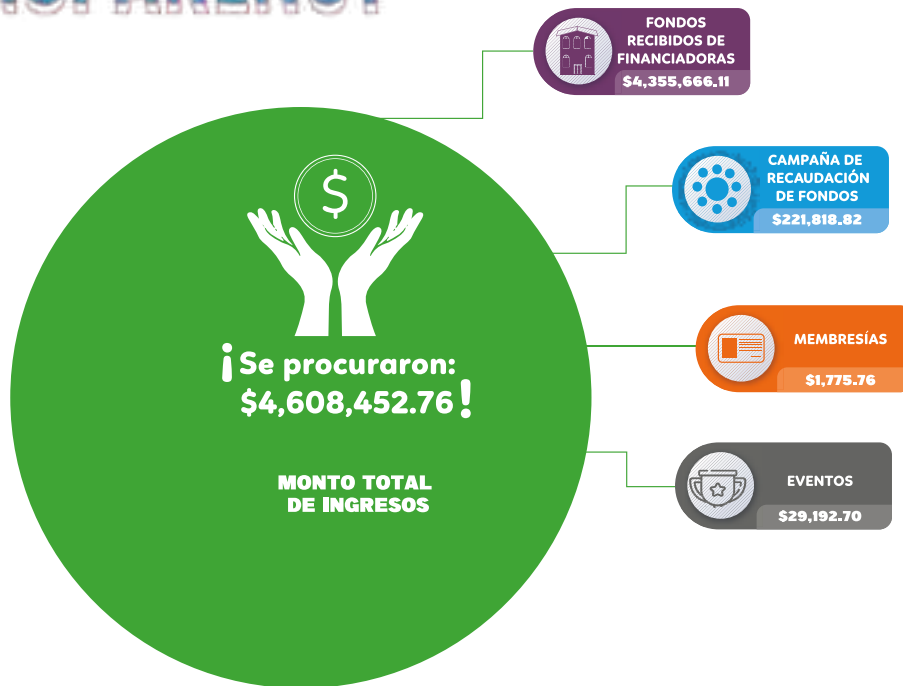 FONDOS
RECIBIDOS DE
FINANCIADORAS
$4,355,666.11
CAMPAÑA DE
RECAUDACIÓN
DE FONDOS
$221,818.82
$
¡Se procuraron:
$4,608,452.76!
MEMBRESÍAS
$1,775.76
MONTO TOTAL
DE INGRESOS
EVENTOS
$29,192.70